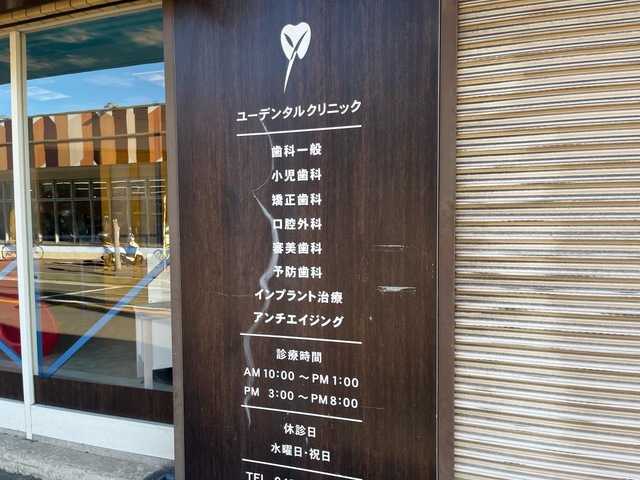 ユーデンタルクリニック
歯科一般
小児歯科
矯正歯科
口腔外科
審美歯科
予防歯科
インプラント治療
アンチエイジング
診療時間
AM 10:00 ～ PM 1:00
PM 3:00 ～ PM 8:00
休診日
水曜日・祝日
TEL